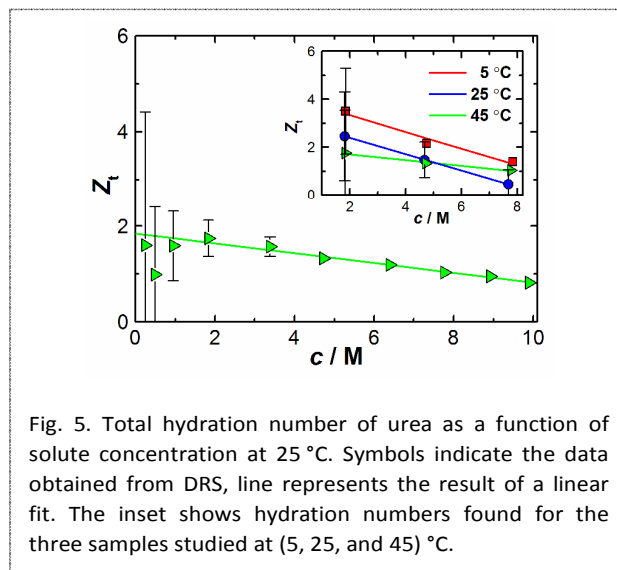 6
4
2
0
Zt
0
2
4
6
8
10
c / M
6
4
2
0
Zt
2
4
6
8
c / M
5 °C
25 °C
45 °C
Fig. 5. Total hydration number of urea as a function of
solute concentration at 25 °C. Symbols indicate the data
obtained from DRS, line represents the result of a linear
fit. The inset shows hydration numbers found for the
three samples studied at (5, 25, and 45) °C.